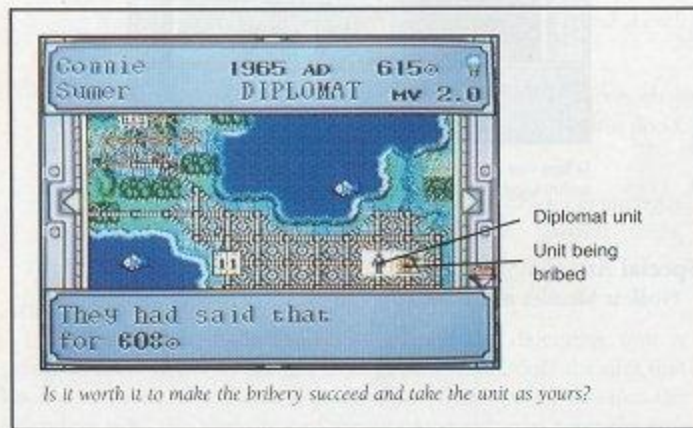 Connie 1965 AD 615
Sumer DIPLOMAT MV 2.0
11
Diplomat unit
Unit being
bribed
They had said that
for 608
Is it worth it to make the bribery succeed and take the unit as yours?